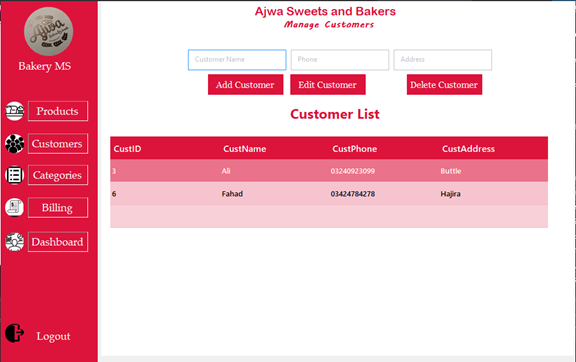 Ajwa Sweets and Bakers
Manage Customers
Ajwa
Bakery MS
Products
Customers
Categories
Billing
Dashboard
Logout
Customer Name Phone Address
Add Customer Edit Customer Delete Customer
Customer List
CustID CustName CustPhone CustAddress
3 Ali 03240923099 Buttle
6 Fahad 03424784278 Hajira